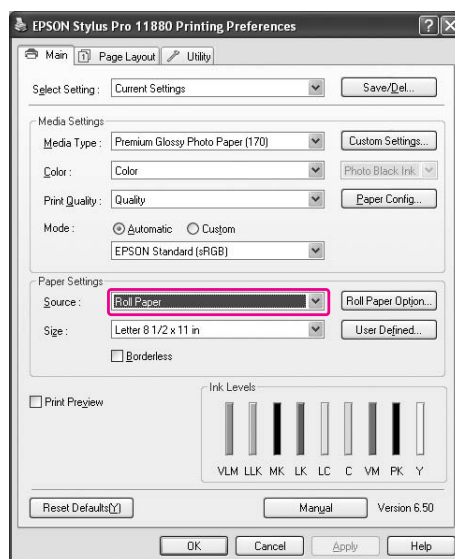 EPSON Stylus Pro 11880 Printing Preferences
Main Page Layout Utility
Select Setting : Current Settings Save/Del...
Media Settings
Media Type : Premium Glossy Photo Paper (170) Custom Settings...
Color : Color Photo Black Ink
Print Quality : Quality Paper Config...
Mode : Automatic Custom
EPSON Standard (sRGB)
Paper Settings
Source : Roll Paper Roll Paper Option...
Size : Letter 8 1/2 x 11 in User Defined...
Borderless
Print Preview
Ink Levels
VLM LLK MK LK LC C VM PK Y
Reset Defaults(Y) Manual Version 6.50
OK Cancel Apply Help